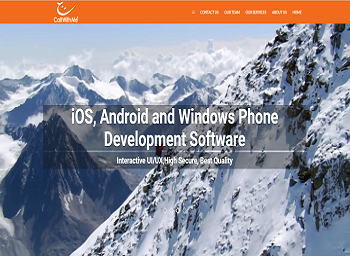 CallWithMe!
CONTACT US OUR TEAM OUR SERVICES ABOUT US HOME
iOS, Android and Windows Phone
Development Software
Interactive UI/UX,High Secure, Best Quality